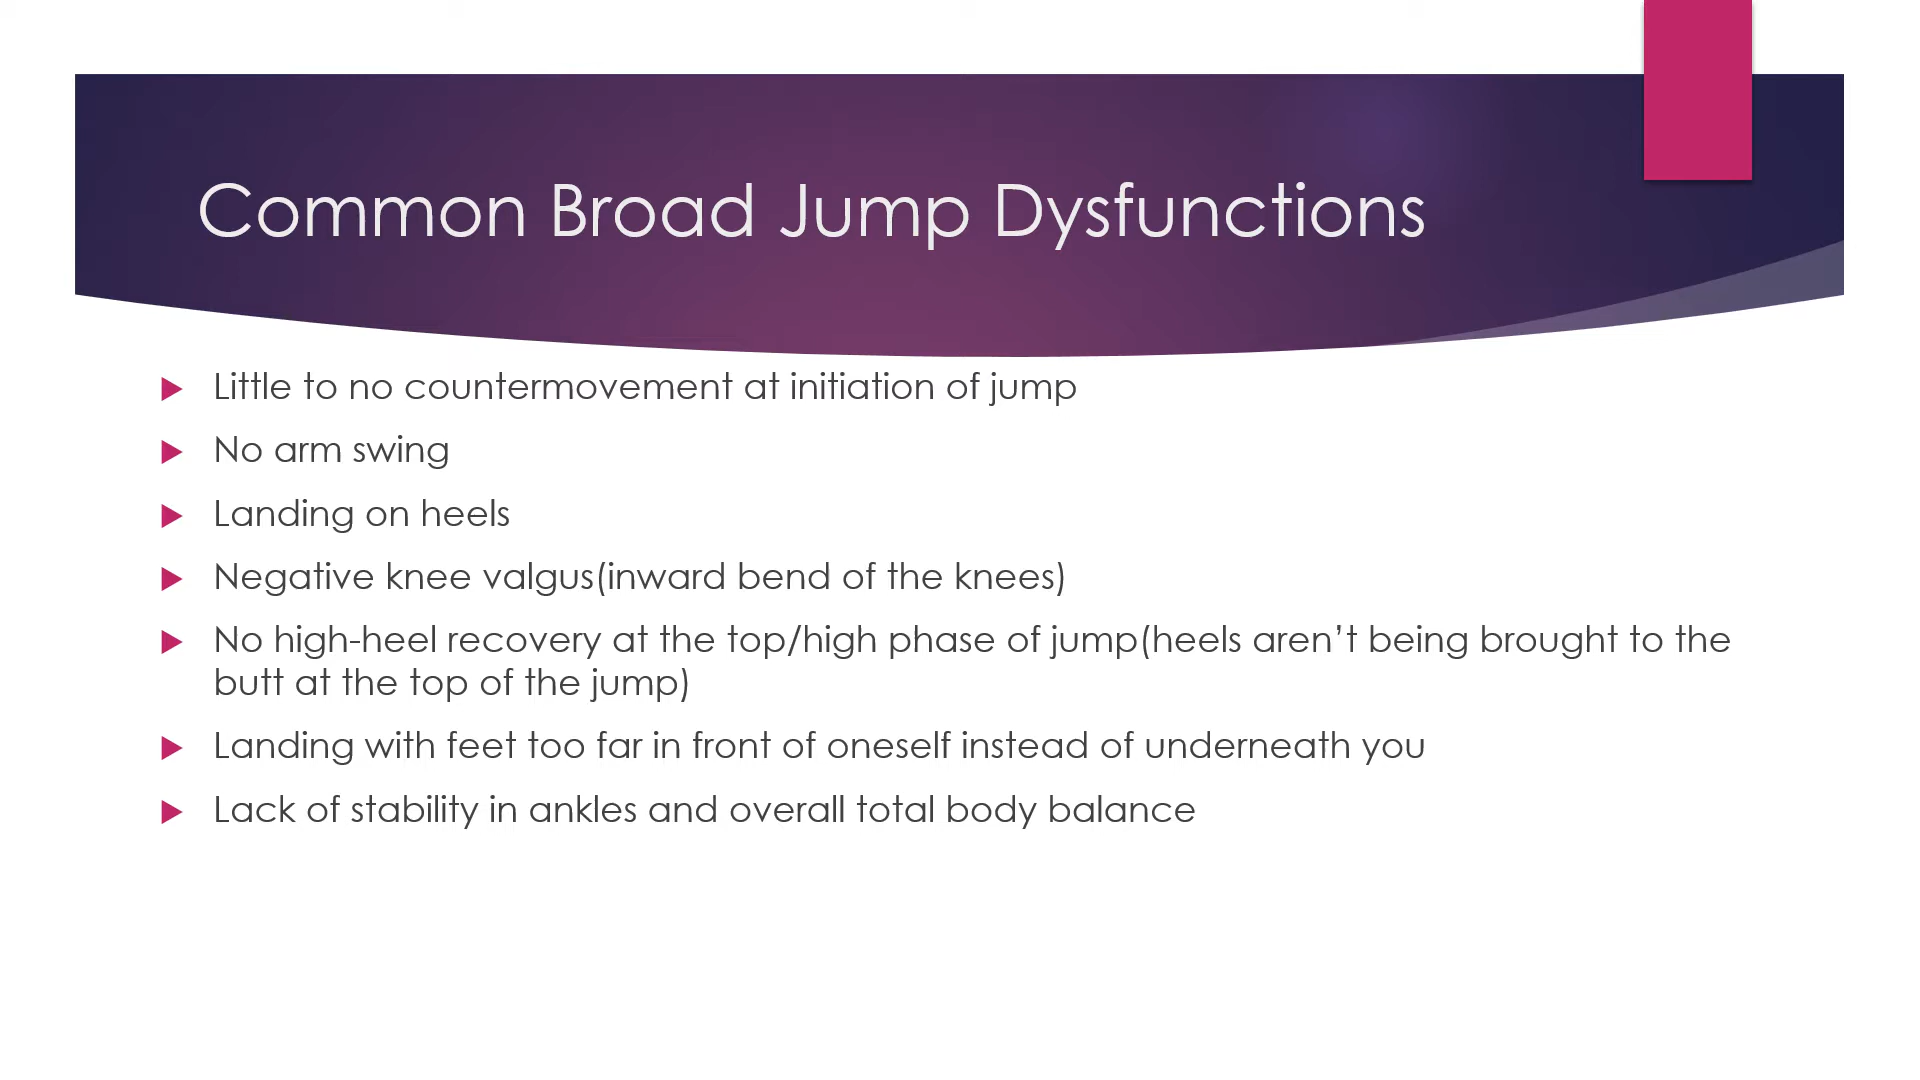 Common Broad Jump Dysfunctions
Little to no countermovement at initiation of jump
No arm swing
Landing on heels
Negative knee valgus(inward bend of the knees)
No high-heel recovery at the top/high phase of jump(heels aren’t being brought to the
butt at the top of the jump)
Landing with feet too far in front of oneself instead of underneath you
Lack of stability in ankles and overall total body balance